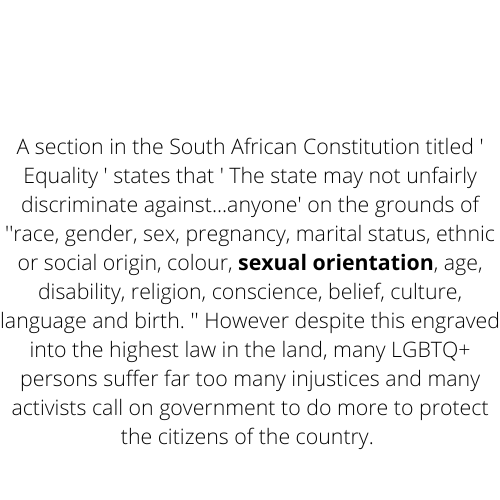 A section in the South African Constitution titled '
Equality ' states that ' The state may not unfairly
discriminate against...anyone' on the grounds of
"race, gender, sex, pregnancy, marital status, ethnic
or social origin, colour, sexual orientation, age,
disability, religion, conscience, belief, culture,
language and birth. " However despite this engraved
into the highest law in the land, many LGBTQ+
persons suffer far too many injustices and many
activists call on government to do more to protect
the citizens of the country.